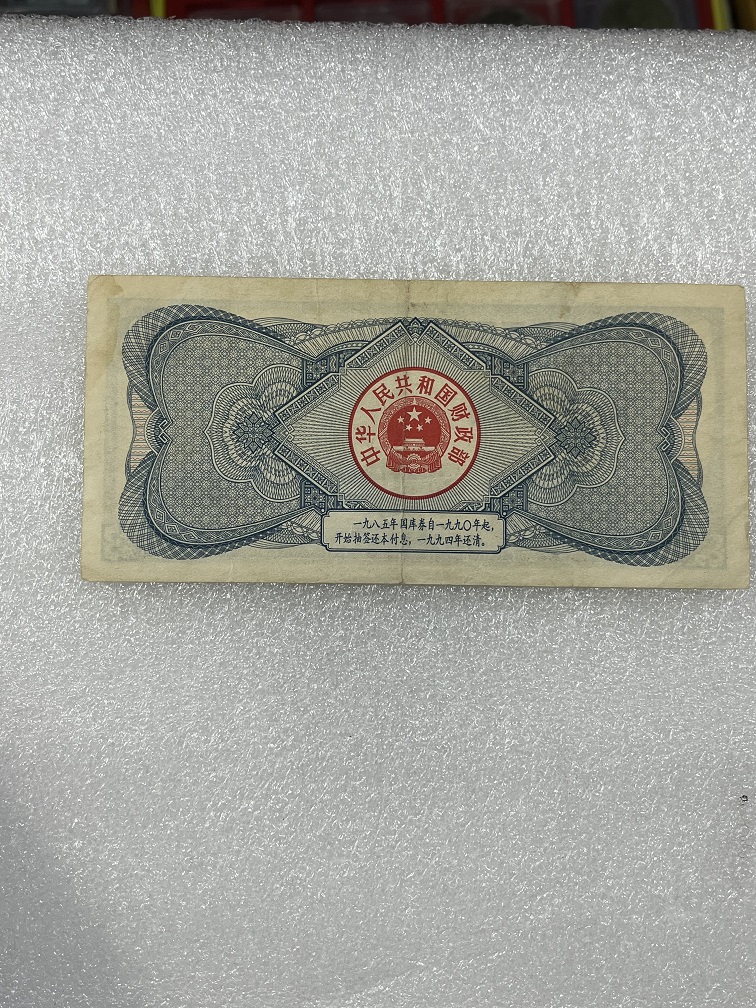 中华人民共和国财政部
一九八五年国库券自一九九〇年起，
开始抽签还本付息，一九九四年还清。